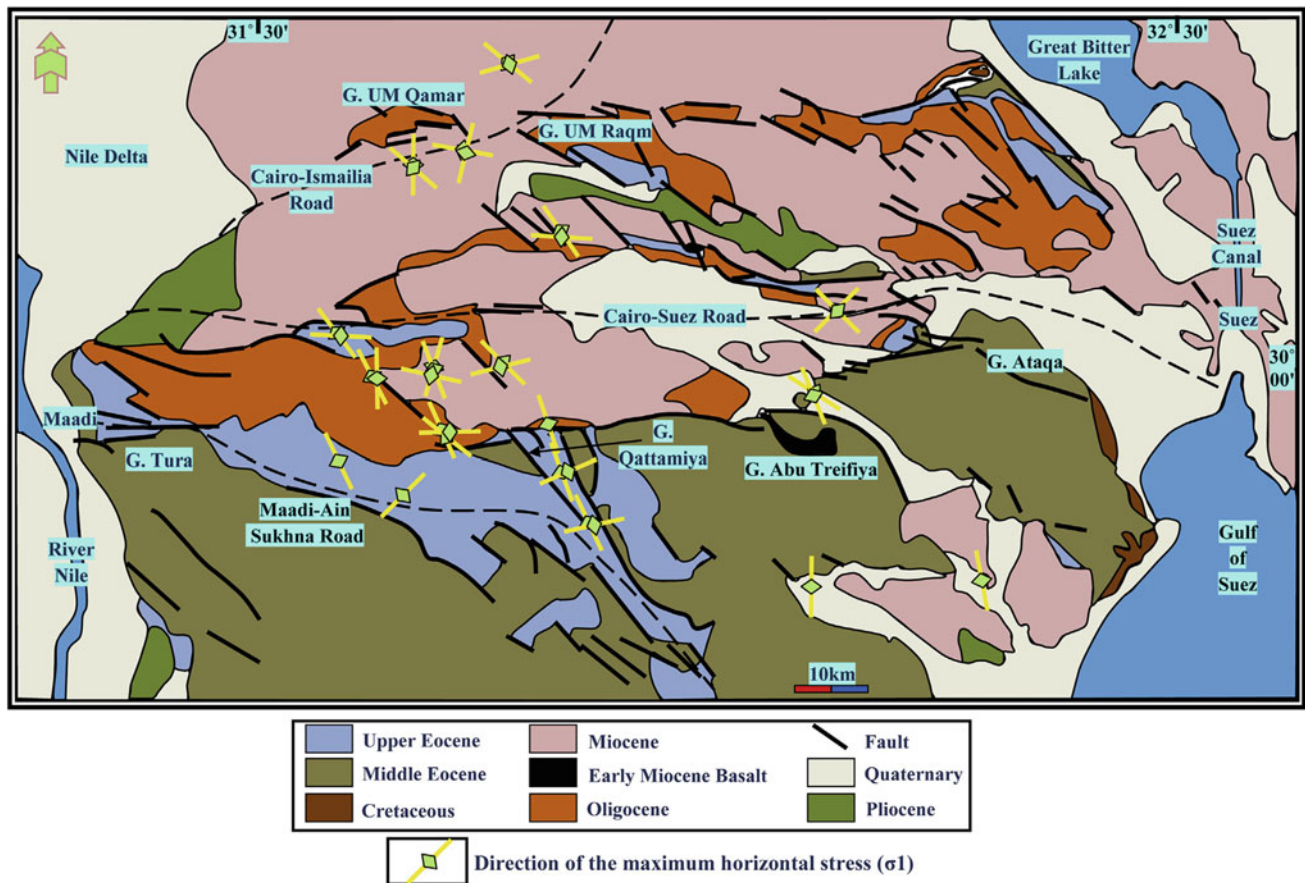 31° 30'
32° 30'
Great Bitter
Lake
G. UM Qamar
G. UM Raqm
Nile Delta
Cairo-Ismailia
Road
Suez
Canal
Cairo-Suez Road
Suez
30°
00'
G. Ataqa
Maadi
G. Tura
G.
Qattamiya
G. Abu Treifiya
Maadi-Ain
Sukhna Road
River
Nile
Gulf
of
Suez
10km
Upper Eocene
Miocene
Fault
Middle Eocene
Early Miocene Basalt
Quaternary
Cretaceous
Oligocene
Pliocene
Direction of the maximum horizontal stress (σ1)